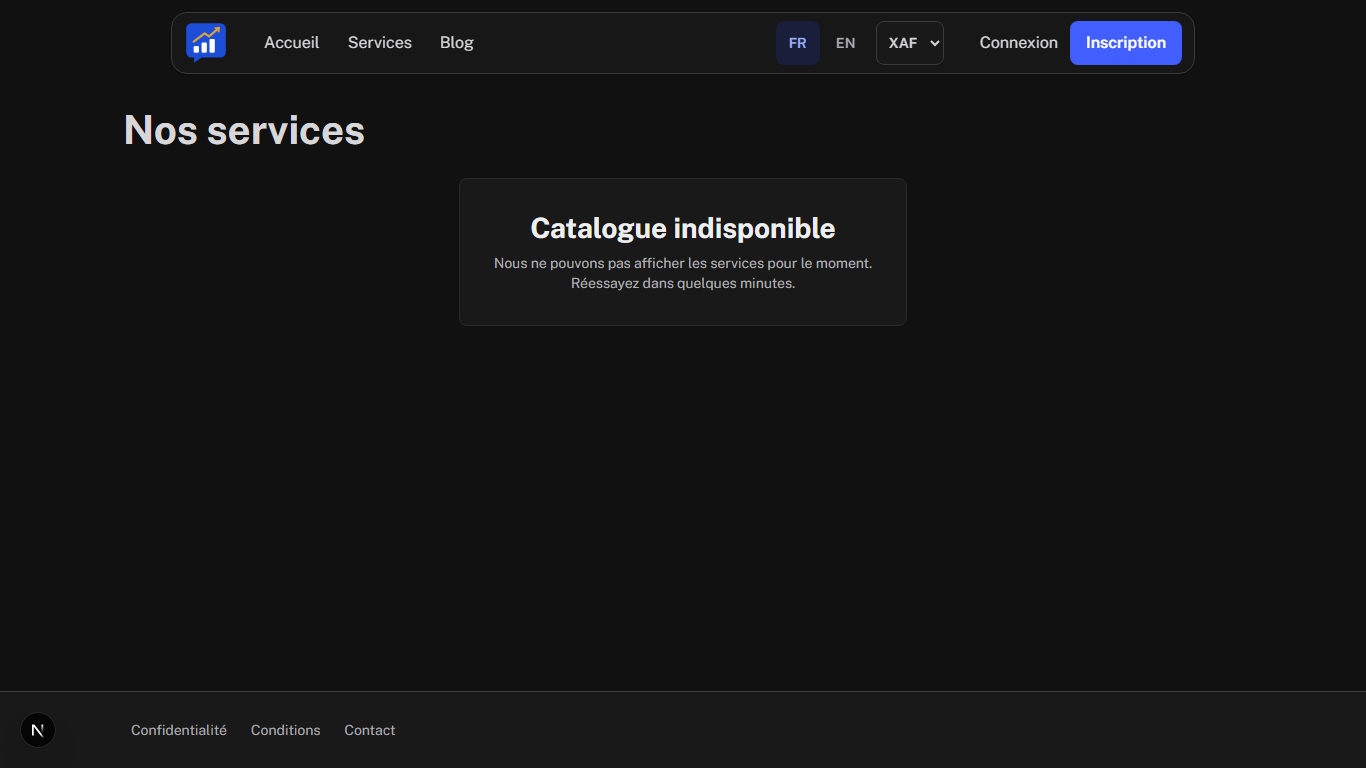 Accueil Services Blog FR EN XAF Connexion Inscription
Nos services
Catalogue indisponible
Nous ne pouvons pas afficher les services pour le moment.
Réessayez dans quelques minutes.
N Confidentialité Conditions Contact